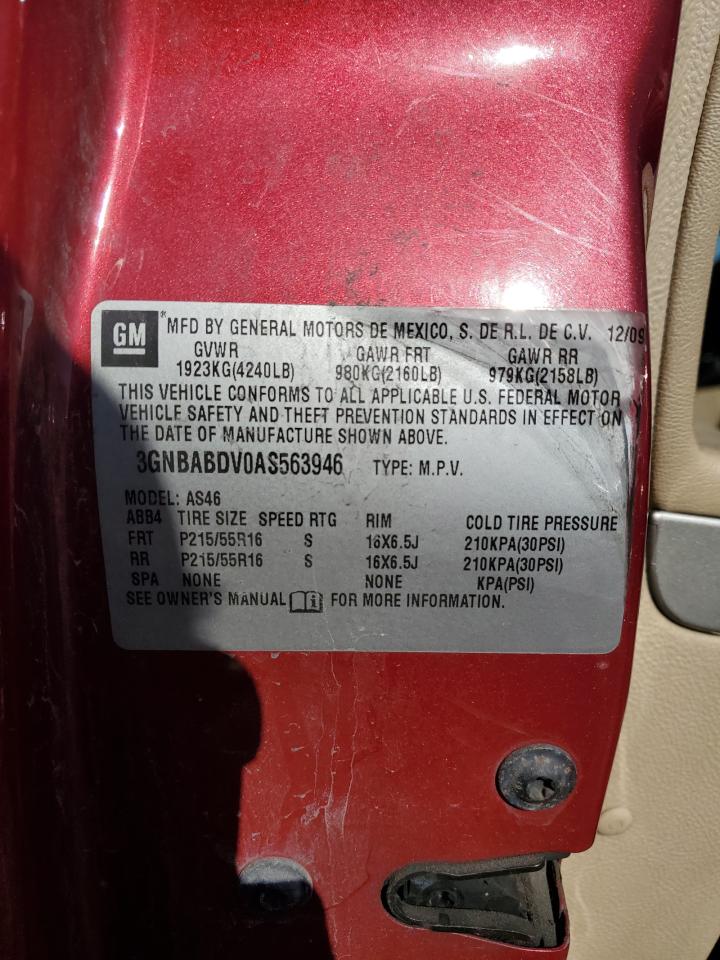 GM MFD BY GENERAL MOTORS DE MEXICO, S. DE R.L. DE C.V. 12/09
GVWR GAWR FRT GAWR RR
1923KG(4240LB) 980KG(2160LB) 979KG(2158LB)
THIS VEHICLE CONFORMS TO ALL APPLICABLE U.S. FEDERAL MOTOR
VEHICLE SAFETY AND THEFT PREVENTION STANDARDS IN EFFECT ON
THE DATE OF MANUFACTURE SHOWN ABOVE.
3GNBABDV0AS563946 TYPE: M.P.V.
MODEL: AS46
ABB4 TIRE SIZE SPEED RTG RIM COLD TIRE PRESSURE
FRT P215/55R16 S 16X6.5J 210KPA(30PSI)
RR P215/55R16 S 16X6.5J 210KPA(30PSI)
SPA NONE NONE KPA(PSI)
SEE OWNER'S MANUAL FOR MORE INFORMATION.